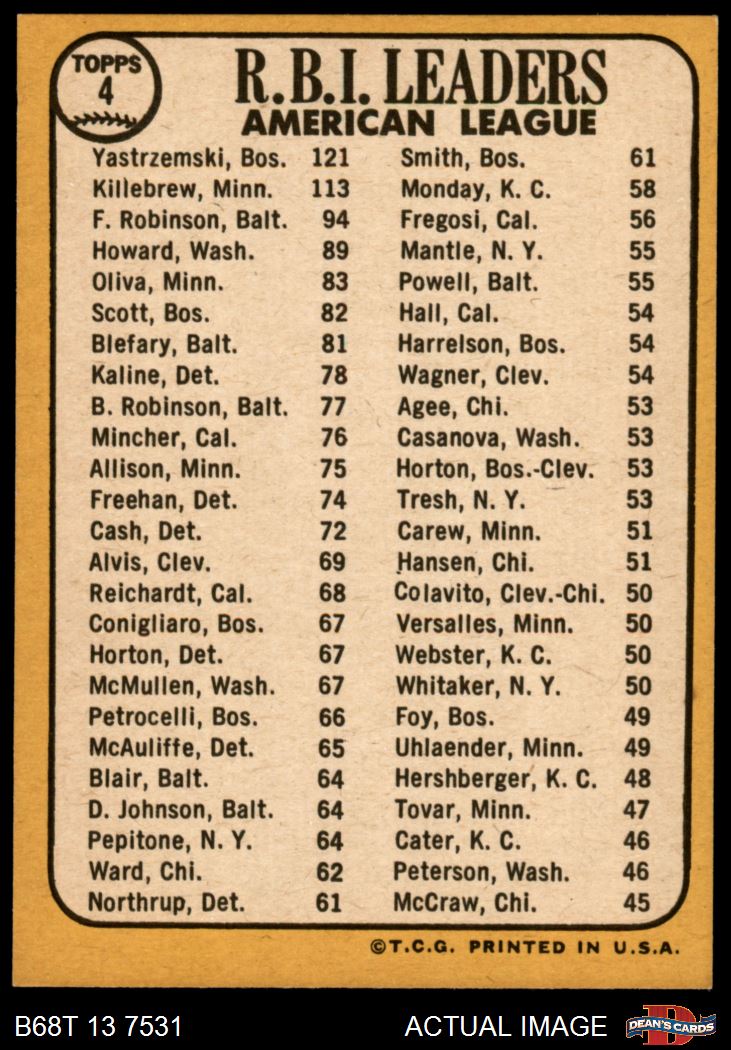 TOPPS
4
R.B.I. LEADERS
AMERICAN LEAGUE
Yastrzemski, Bos. 121
Killebrew, Minn. 113
F. Robinson, Balt. 94
Howard, Wash. 89
Oliva, Minn. 83
Scott, Bos. 82
Blefary, Balt. 81
Kaline, Det. 78
B. Robinson, Balt. 77
Mincher, Cal. 76
Allison, Minn. 75
Freehan, Det. 74
Cash, Det. 72
Alvis, Clev. 69
Reichardt, Cal. 68
Conigliaro, Bos. 67
Horton, Det. 67
McMullen, Wash. 67
Petrocelli, Bos. 66
McAuliffe, Det. 65
Blair, Balt. 64
D. Johnson, Balt. 64
Pepitone, N. Y. 64
Ward, Chi. 62
Northrup, Det. 61
Smith, Bos. 61
Monday, K. C. 58
Fregosi, Cal. 56
Mantle, N. Y. 55
Powell, Balt. 55
Hall, Cal. 54
Harrelson, Bos. 54
Wagner, Clev. 54
Agee, Chi. 53
Casanova, Wash. 53
Horton, Bos.-Clev. 53
Tresh, N. Y. 53
Carew, Minn. 51
Hansen, Chi. 51
Colavito, Clev.-Chi. 50
Versalles, Minn. 50
Webster, K. C. 50
Whitaker, N. Y. 50
Foy, Bos. 49
Uhlaender, Minn. 49
Hershberger, K. C. 48
Tovar, Minn. 47
Cater, K. C. 46
Peterson, Wash. 46
McCraw, Chi. 45
©T.C.G. PRINTED IN U.S.A.
B68T 13 7531
ACTUAL IMAGE
D
DEAN'S CARDS